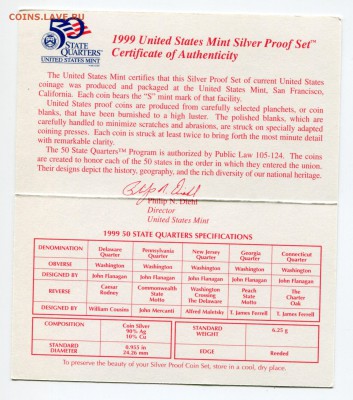 COINS.LAVE.РУ
50
STATE
QUARTERS
UNITED STATES MINT
1999 United States Mint Silver Proof Set™
Certificate of Authenticity
The United States Mint certifies that this Silver Proof Set of current United States
coinage was produced and packaged at the United States Mint, San Francisco,
California. Each coin bears the "S" mint mark of that facility.
United States proof coins are produced from carefully selected planchets, or coin
blanks, that have been burnished to a high luster. The polished blanks, which are
carefully handled to minimize scratches and abrasions, are struck on specially adapted
coining presses. Each coin is struck at least twice to bring forth the most minute detail
with remarkable clarity.
The 50 State Quarters™ Program is authorized by Public Law 105-124. The coins
are created to honor each of the 50 states in the order in which they entered the union.
Their designs depict the history, geography, and the rich diversity of our national heritage.
Philip N. Diehl
Director
United States Mint
1999 50 STATE QUARTERS SPECIFICATIONS
DENOMINATION Delaware Quarter Pennsylvania Quarter New Jersey Quarter Georgia Quarter Connecticut Quarter
OBVERSE Washington Washington Washington Washington Washington
DESIGNED BY John Flanagan John Flanagan John Flanagan John Flanagan John Flanagan
REVERSE Caesar Rodney Commonwealth State Motto Washington Crossing The Delaware Peach State Motto The Charter Oak
DESIGNED BY William Cousins John Mercanti Alfred Maletsky T. James Ferrell T. James Ferrell
COMPOSITION Coin Silver 90% Ag 10% Cu
STANDARD WEIGHT 6.25 g
STANDARD DIAMETER 0.955 in 24.26 mm
EDGE Reeded
To preserve the beauty of your Silver Proof Coin Set, store in a cool, dry place.